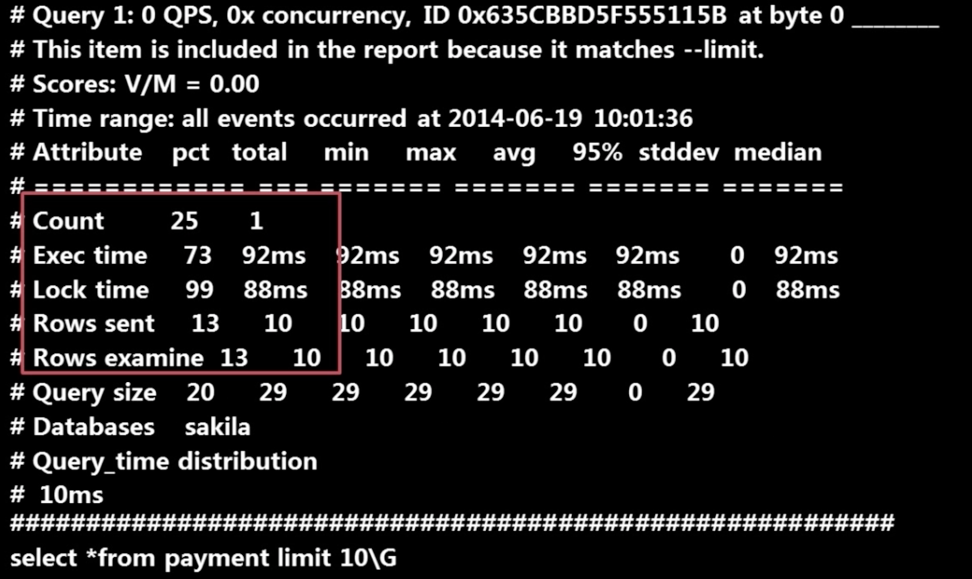 # Query 1: 0 QPS, 0x concurrency, ID 0x635CBBD5F555115B at byte 0 ________
# This item is included in the report because it matches --limit.
# Scores: V/M = 0.00
# Time range: all events occurred at 2014-06-19 10:01:36
# Attribute pct total min max avg 95% stddev median
# ============ === ======= ======= ======= =======
# Count 25 1
# Exec time 73 92ms 92ms 92ms 92ms 92ms 0 92ms
# Lock time 99 88ms 88ms 88ms 88ms 88ms 0 88ms
# Rows sent 13 10 10 10 10 10 0 10
# Rows examine 13 10 10 10 10 10 0 10
# Query size 20 29 29 29 29 29 0 29
# Databases sakila
# Query_time distribution
# 10ms
##########################################################
select *from payment limit 10\G